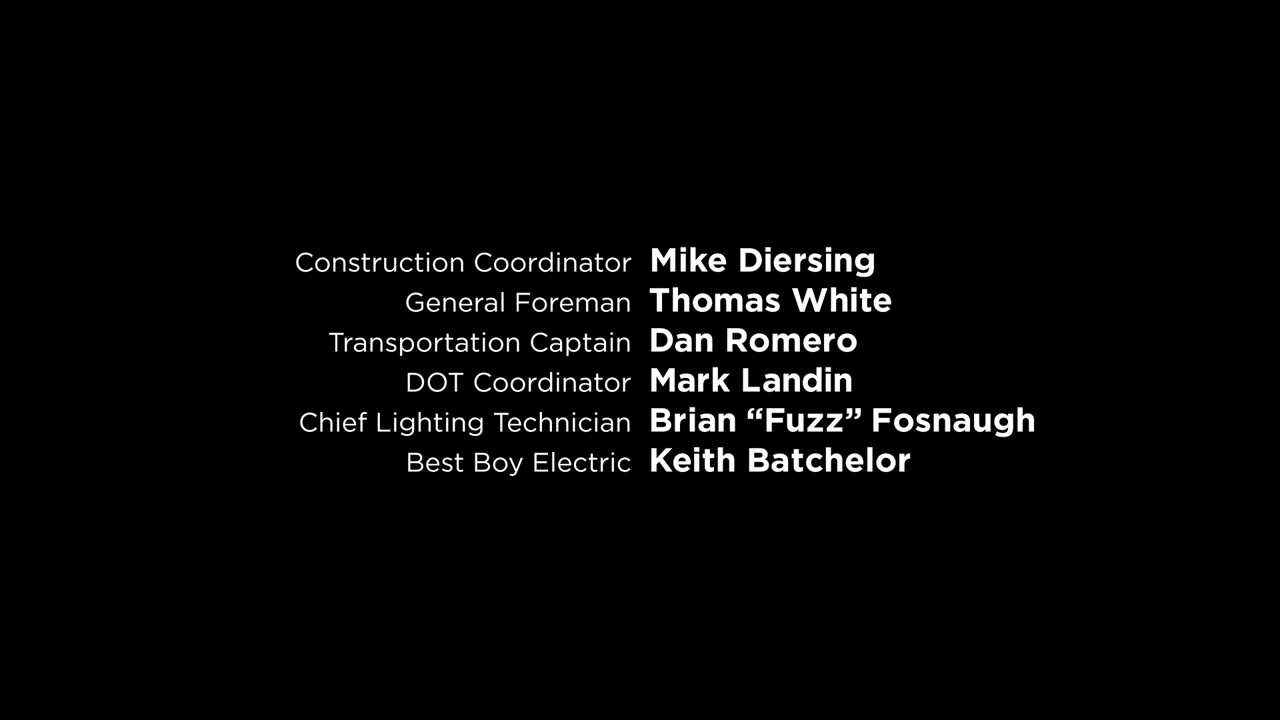 Construction Coordinator Mike Diersing
General Foreman Thomas White
Transportation Captain Dan Romero
DOT Coordinator Mark Landin
Chief Lighting Technician Brian “Fuzz” Fosnaugh
Best Boy Electric Keith Batchelor